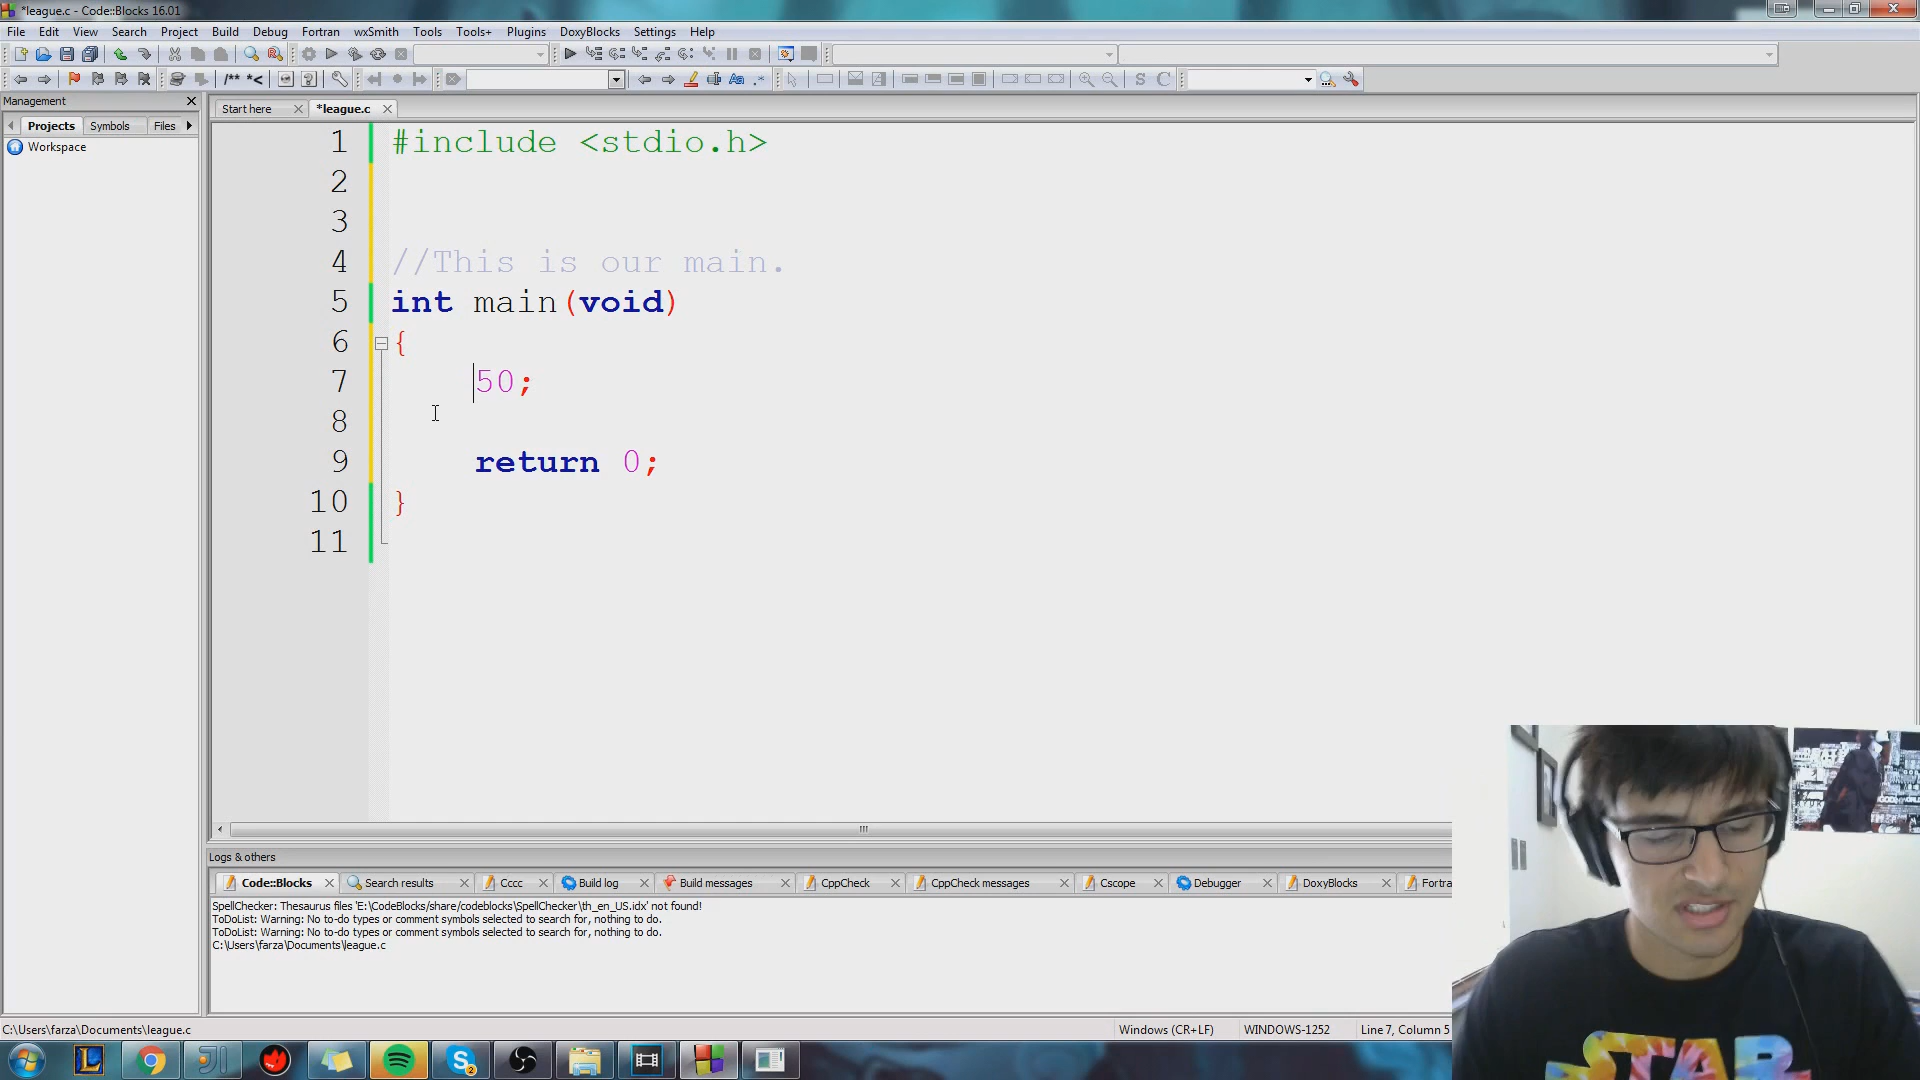 *league.c - Code::Blocks 16.01
File Edit View Search Project Build Debug Fortran wxSmith Tools Tools+ Plugins DoxyBlocks Settings Help
/** *<
Management
Projects Symbols Files
Workspace
Start here *league.c
1 #include <stdio.h>
2
3
4 //This is our main.
5 int main(void)
6 {
7 50;
8
9 return 0;
10 }
11
Logs & others
Code::Blocks Search results Cccc Build log Build messages CppCheck CppCheck messages Cscope Debugger DoxyBlocks Fortra
SpellChecker: Thesaurus files 'E:\CodeBlocks/share/codeblocks\SpellChecker\th_en_US.idx' not found!
ToDoList: Warning: No to-do types or comment symbols selected to search for, nothing to do.
ToDoList: Warning: No to-do types or comment symbols selected to search for, nothing to do.
C:\Users\farza\Documents\league.c
C:\Users\farza\Documents\league.c Windows (CR+LF) WINDOWS-1252 Line 7, Column 5
STAR